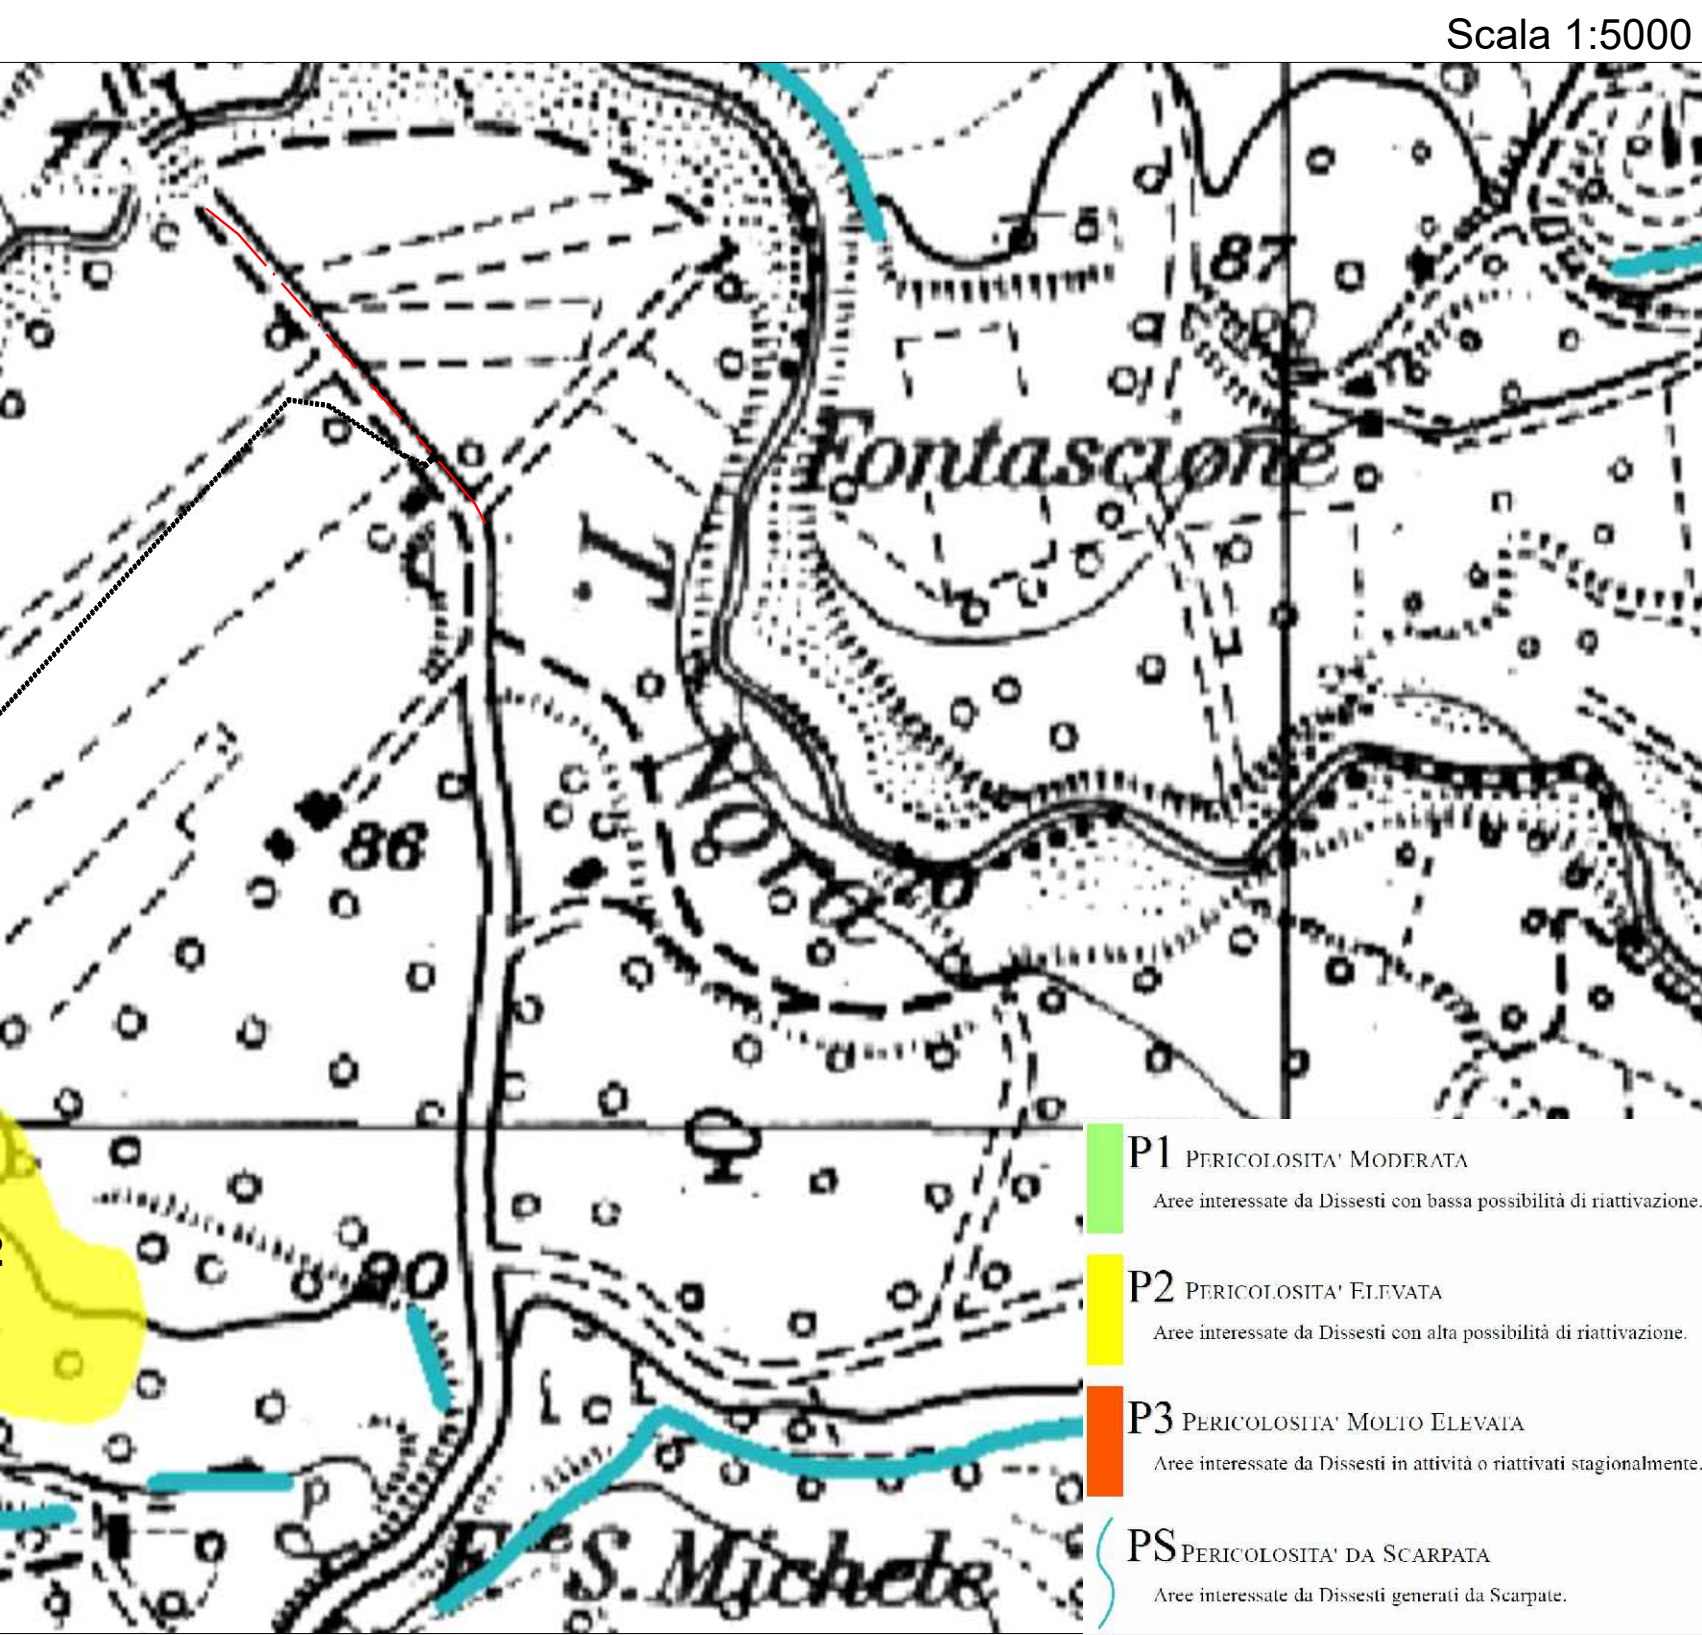 Scala 1:5000
77
87
Fontascione
Nora
86
70
90
P1 PERICOLOSITA' MODERATA
Aree interessate da Dissesti con bassa possibilità di riattivazione.
P2 PERICOLOSITA' ELEVATA
Aree interessate da Dissesti con alta possibilità di riattivazione.
P3 PERICOLOSITA' MOLTO ELEVATA
Aree interessate da Dissesti in attività o riattivati stagionalmente.
PS PERICOLOSITA' DA SCARPATA
Aree interessate da Dissesti generati da Scarpate.
S. Michele